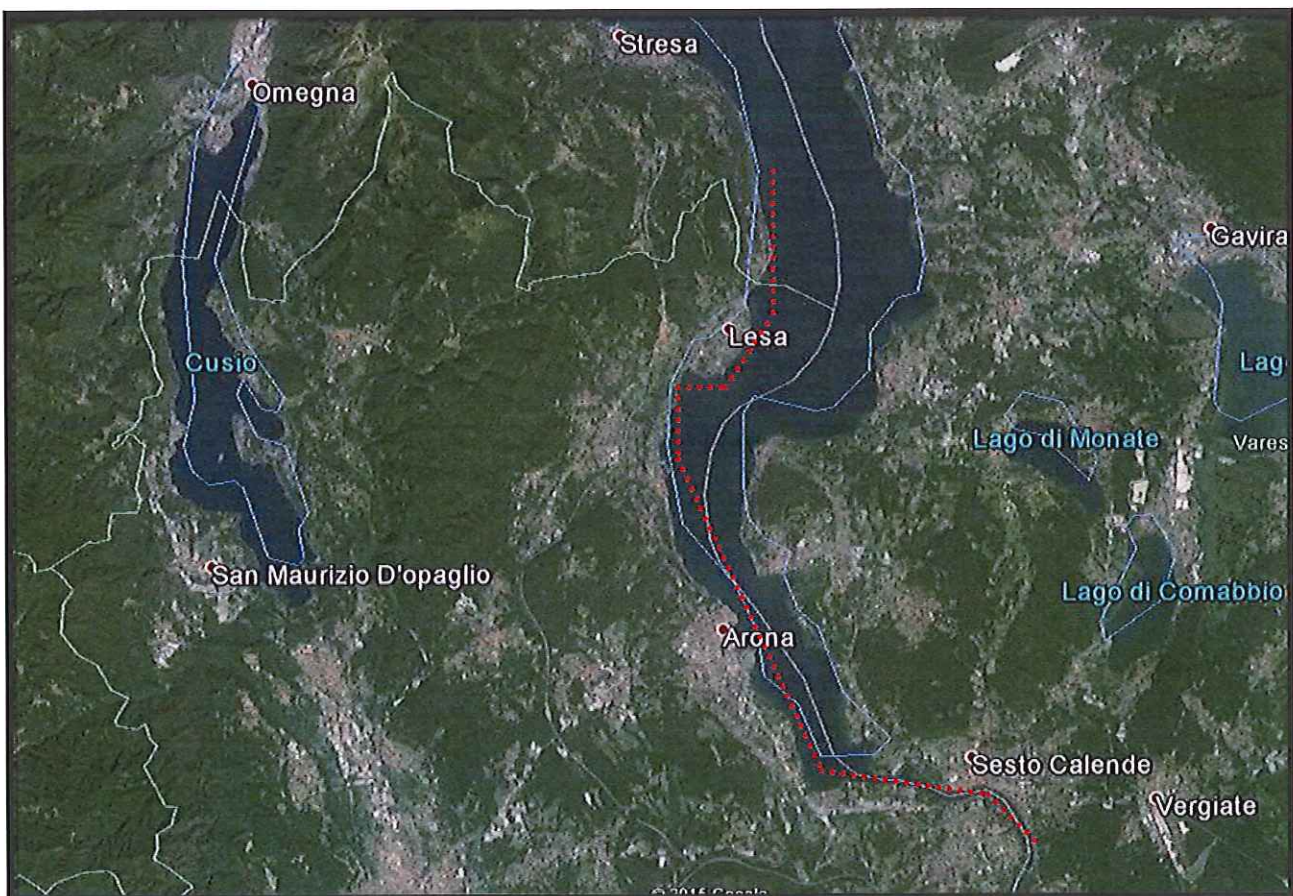 Stresa
Omegna
Gavira
Lesa
Cusio
Lag
Lago di Monate
Vares
San Maurizio D'opaglio
Lago di Comabbio
Arona
Sesto Calende
Vergiate